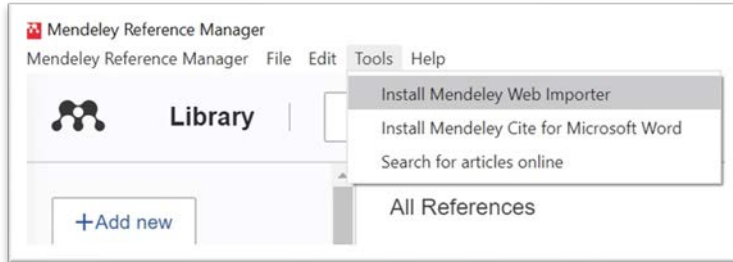 Mendeley Reference Manager
Mendeley Reference Manager File Edit Tools Help
Install Mendeley Web Importer
Library
Install Mendeley Cite for Microsoft Word
Search for articles online
+Add new
All References